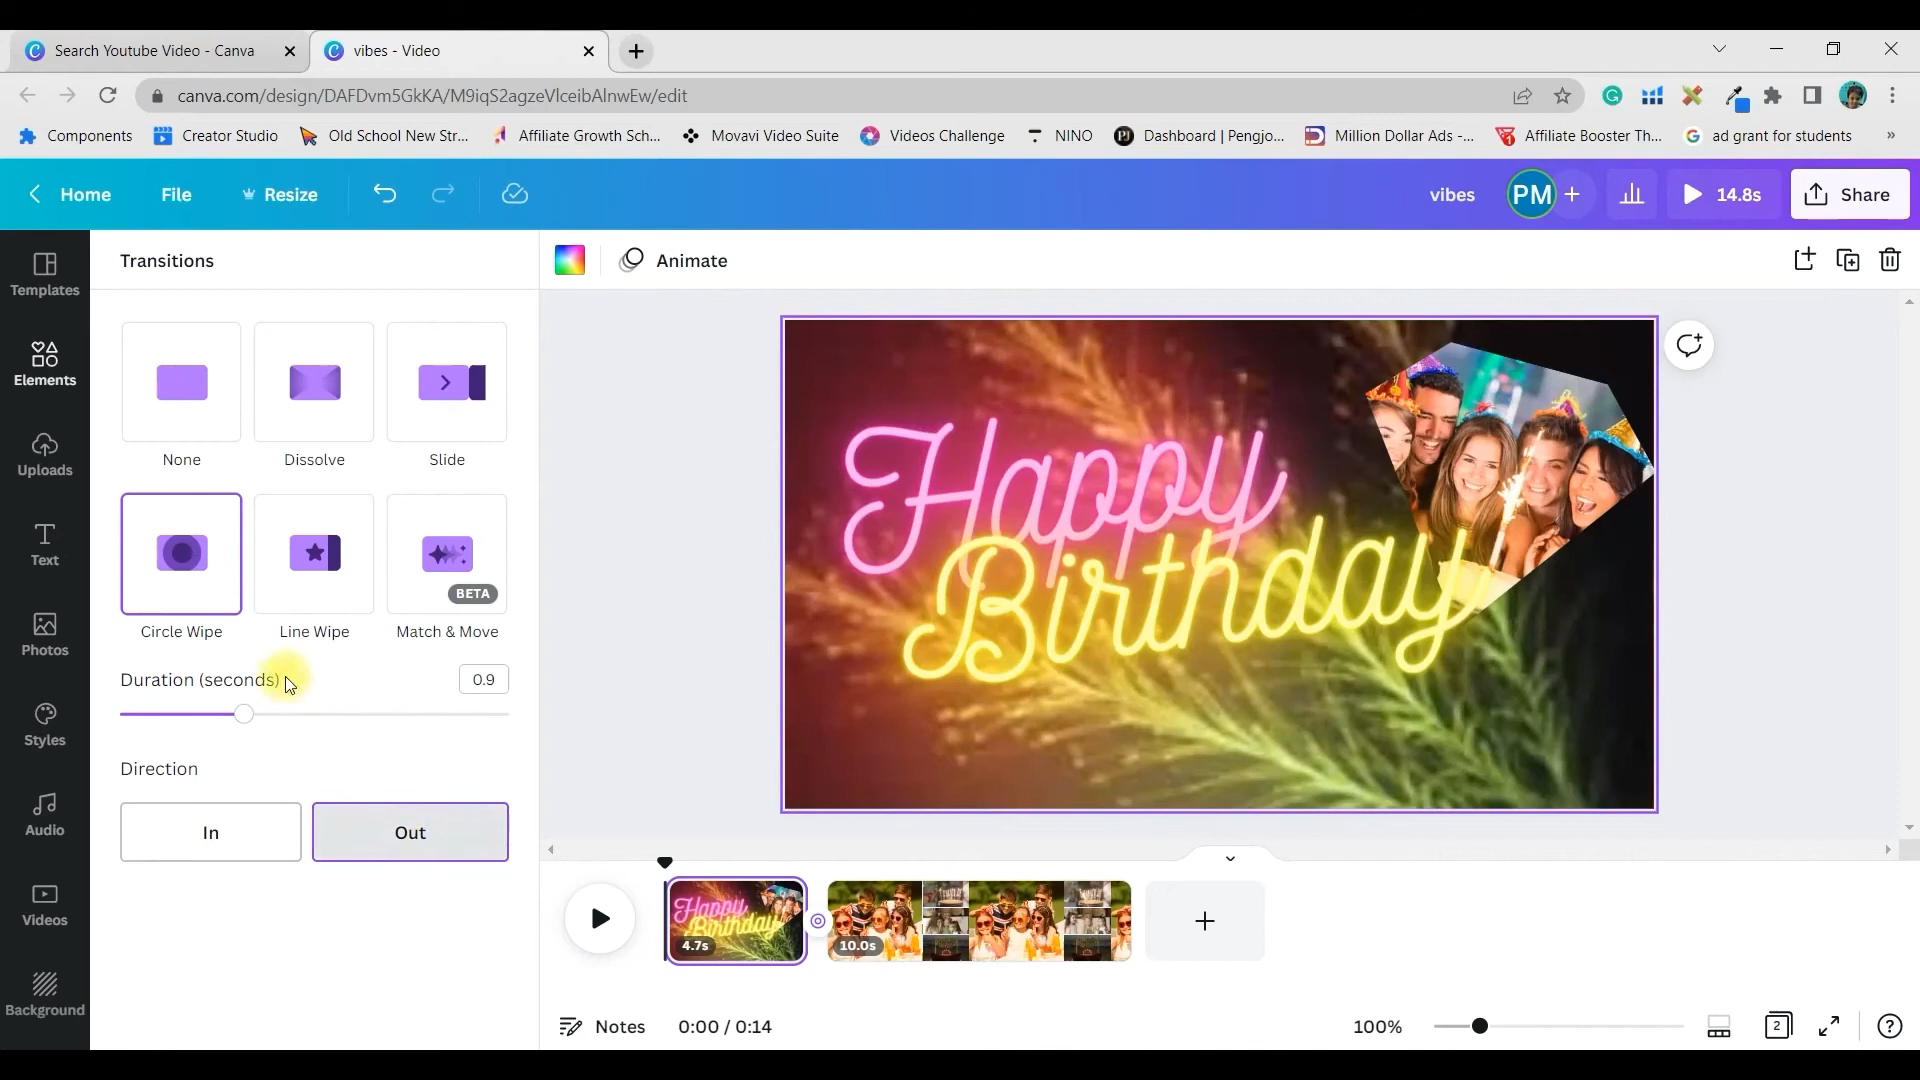 Search Youtube Video - Canva
vibes - Video
canva.com/design/DAFDvm5GkKA/M9iqS2agzeVlceibAlnwEw/edit
Components
Creator Studio
Old School New Str...
Affiliate Growth Sch...
Movavi Video Suite
Videos Challenge
NINO
Dashboard | Pengjo...
Million Dollar Ads -...
Affiliate Booster Th...
ad grant for students
»
Home
File
Resize
vibes
PM
+
14.8s
Share
Templates
Elements
Uploads
Text
Photos
Styles
Audio
Videos
Background
Transitions
None
Dissolve
Slide
BETA
Circle Wipe
Line Wipe
Match & Move
Duration (seconds)
0.9
Direction
In
Out
Animate
Happy
Birthday
Happy
Birthday
4.7s
10.0s
+
Notes
0:00 / 0:14
100%
2
?